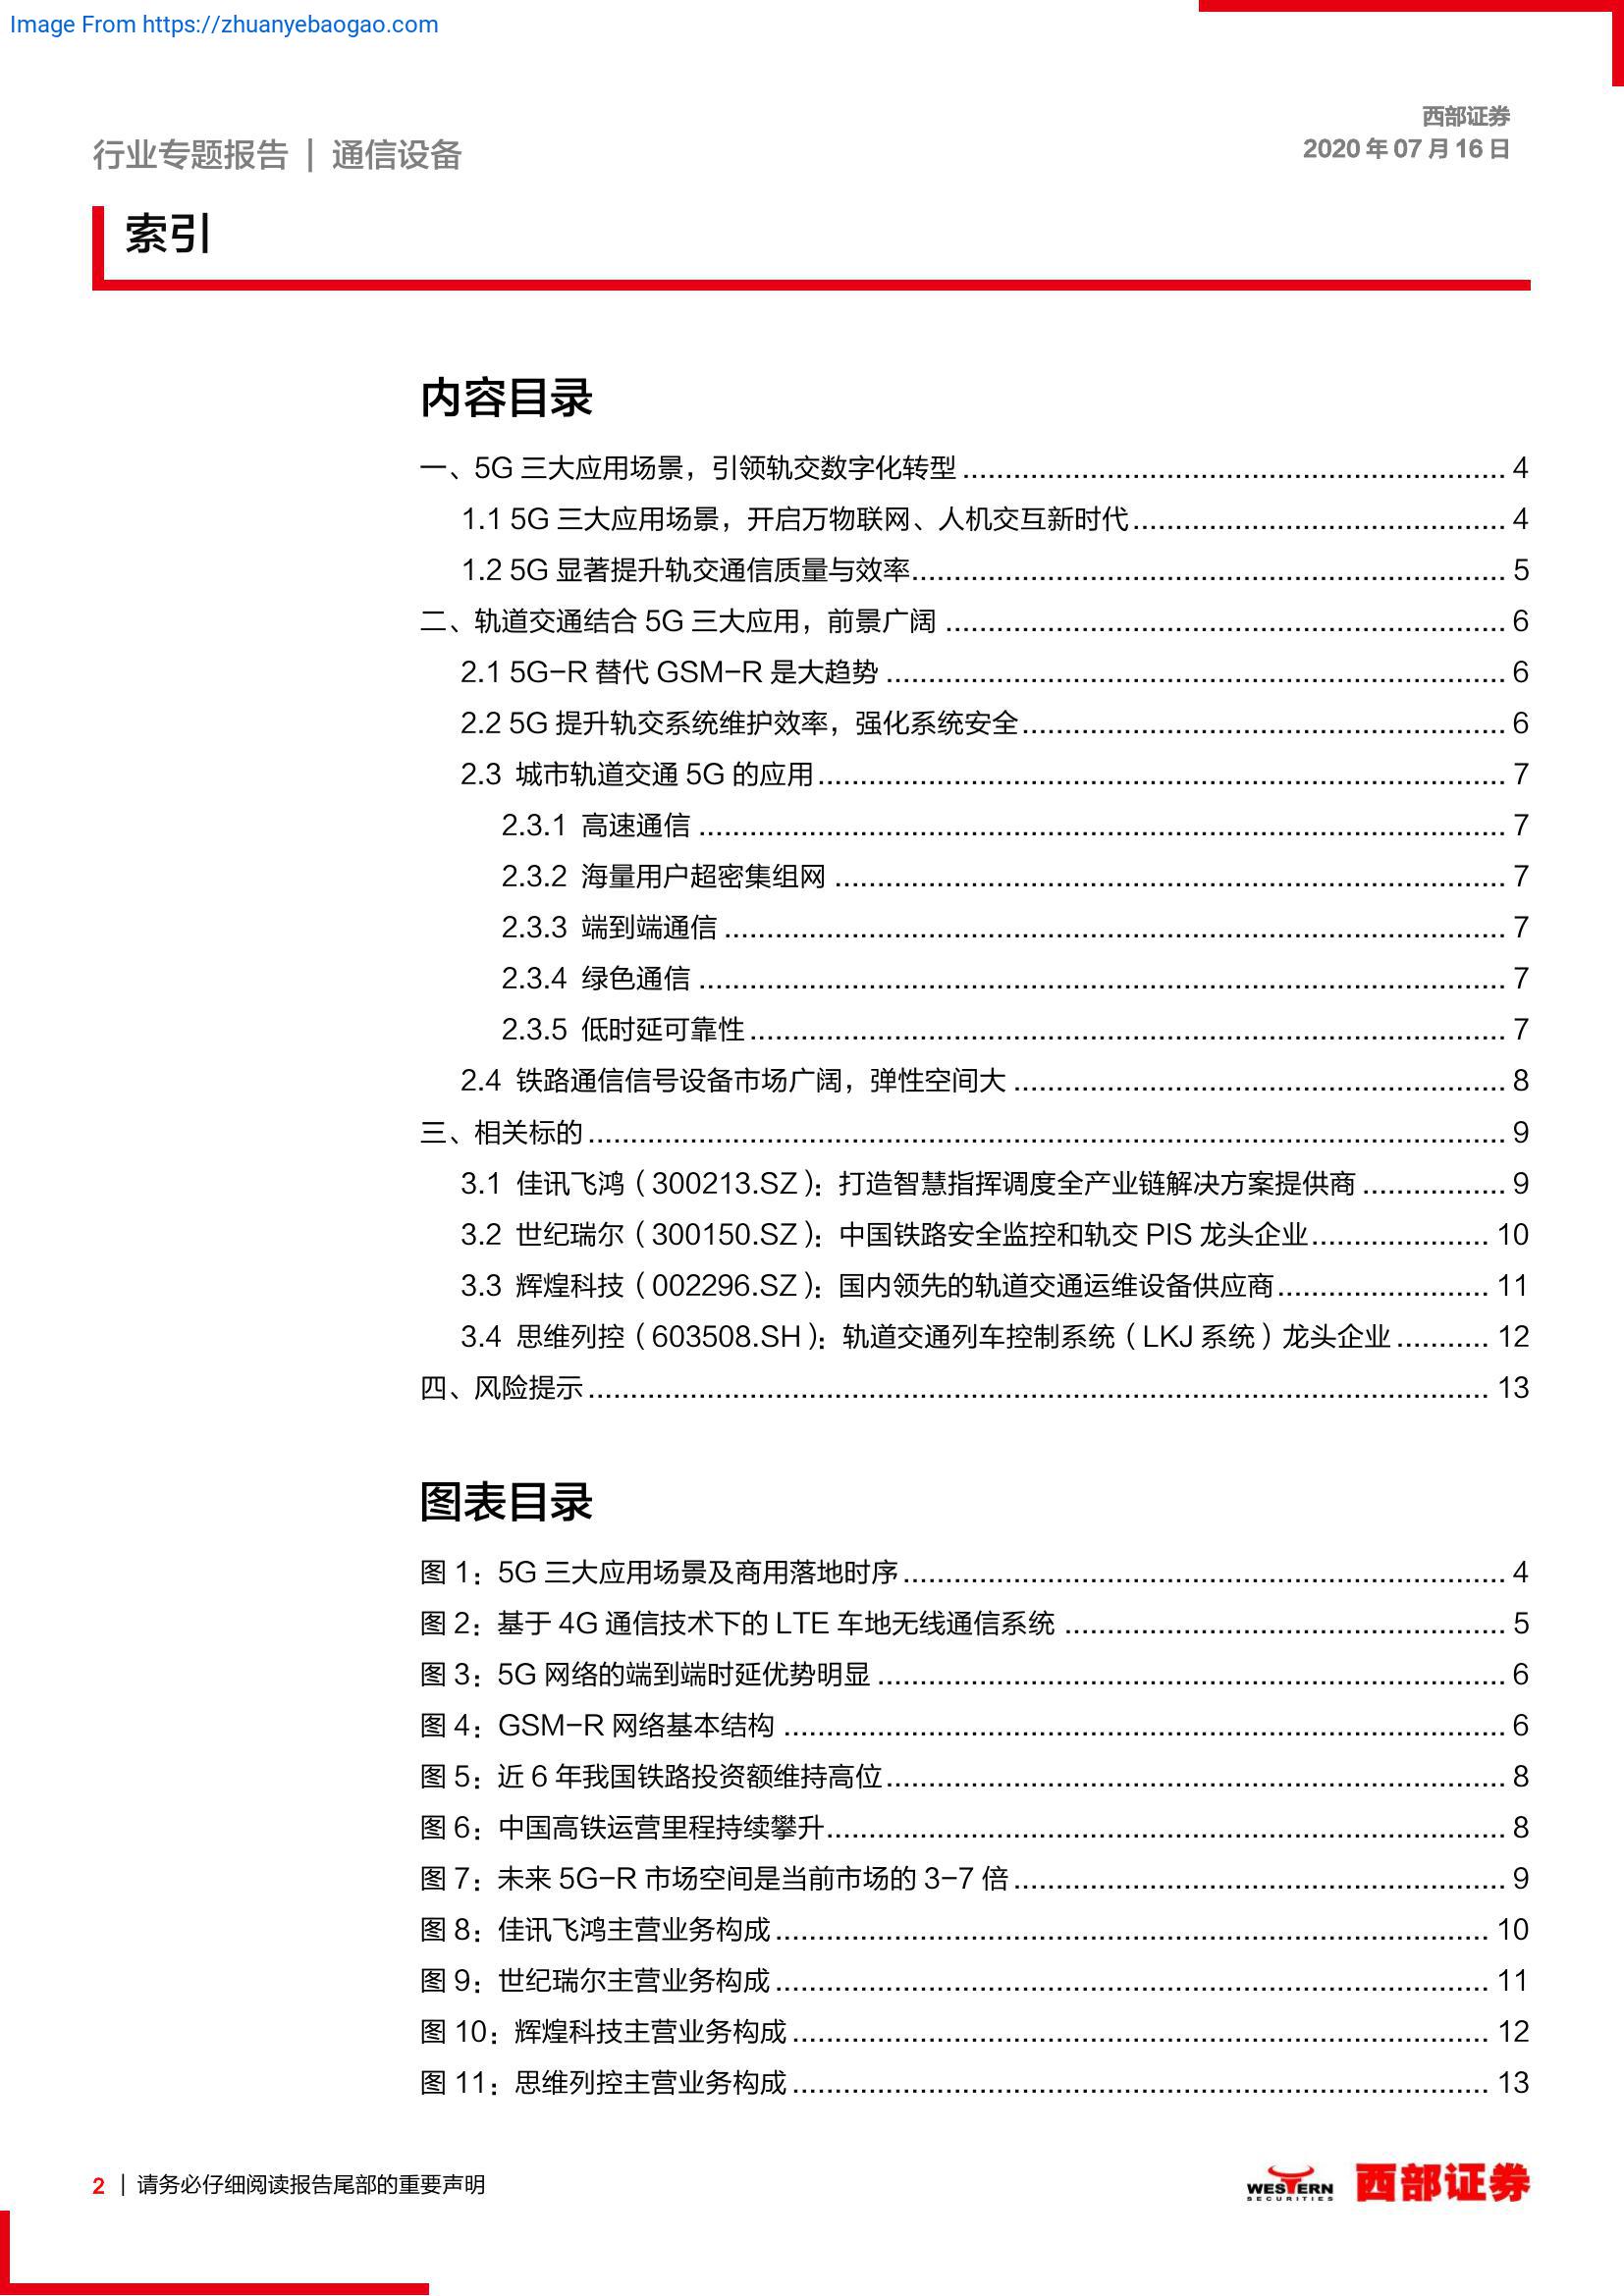 Image From https://zhuanyebaogao.com
西部证券
行业专题报告 | 通信设备
2020 年 07 月 16 日
索引
内容目录
一、5G 三大应用场景，引领轨交数字化转型 4
1.1 5G 三大应用场景，开启万物联网、人机交互新时代 4
1.2 5G 显著提升轨交通信质量与效率 5
二、轨道交通结合 5G 三大应用，前景广阔 6
2.1 5G-R 替代 GSM-R 是大趋势 6
2.2 5G 提升轨交系统维护效率，强化系统安全 6
2.3 城市轨道交通 5G 的应用 7
2.3.1 高速通信 7
2.3.2 海量用户超密集组网 7
2.3.3 端到端通信 7
2.3.4 绿色通信 7
2.3.5 低时延可靠性 7
2.4 铁路通信信号设备市场广阔，弹性空间大 8
三、相关标的 9
3.1 佳讯飞鸿（300213.SZ）：打造智慧指挥调度全产业链解决方案提供商 9
3.2 世纪瑞尔（300150.SZ）：中国铁路安全监控和轨交 PIS 龙头企业 10
3.3 辉煌科技（002296.SZ）：国内领先的轨道交通运维设备供应商 11
3.4 思维列控（603508.SH）：轨道交通列车控制系统（LKJ 系统）龙头企业 12
四、风险提示 13
图表目录
图 1：5G 三大应用场景及商用落地时序 4
图 2：基于 4G 通信技术下的 LTE 车地无线通信系统 5
图 3：5G 网络的端到端时延优势明显 6
图 4：GSM-R 网络基本结构 6
图 5：近 6 年我国铁路投资额维持高位 8
图 6：中国高铁运营里程持续攀升 8
图 7：未来 5G-R 市场空间是当前市场的 3-7 倍 9
图 8：佳讯飞鸿主营业务构成 10
图 9：世纪瑞尔主营业务构成 11
图 10：辉煌科技主营业务构成 12
图 11：思维列控主营业务构成 13
2 | 请务必仔细阅读报告尾部的重要声明
WESTERN
SECURITIES
西部证券